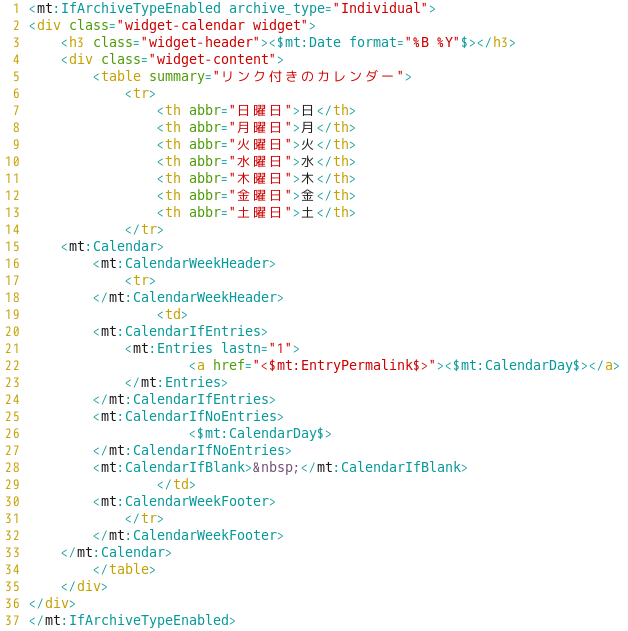 1 <mt:IfArchiveTypeEnabled archive_type="Individual">
2 <div class="widget-calendar widget">
3     <h3 class="widget-header"><$mt:Date format="%B %Y"$></h3>
4     <div class="widget-content">
5         <table summary="リンク付きのカレンダー">
6             <tr>
7                 <th abbr="日曜日">日</th>
8                 <th abbr="月曜日">月</th>
9                 <th abbr="火曜日">火</th>
10                 <th abbr="水曜日">水</th>
11                 <th abbr="木曜日">木</th>
12                 <th abbr="金曜日">金</th>
13                 <th abbr="土曜日">土</th>
14             </tr>
15     <mt:Calendar>
16         <mt:CalendarWeekHeader>
17             <tr>
18         </mt:CalendarWeekHeader>
19                 <td>
20         <mt:CalendarIfEntries>
21             <mt:Entries lastn="1">
22                     <a href="<$mt:EntryPermalink$>"><$mt:CalendarDay$></a>
23             </mt:Entries>
24         </mt:CalendarIfEntries>
25         <mt:CalendarIfNoEntries>
26                     <$mt:CalendarDay$>
27         </mt:CalendarIfNoEntries>
28         <mt:CalendarIfBlank>&nbsp;</mt:CalendarIfBlank>
29                 </td>
30         <mt:CalendarWeekFooter>
31             </tr>
32         </mt:CalendarWeekFooter>
33     </mt:Calendar>
34         </table>
35     </div>
36 </div>
37 </mt:IfArchiveTypeEnabled>